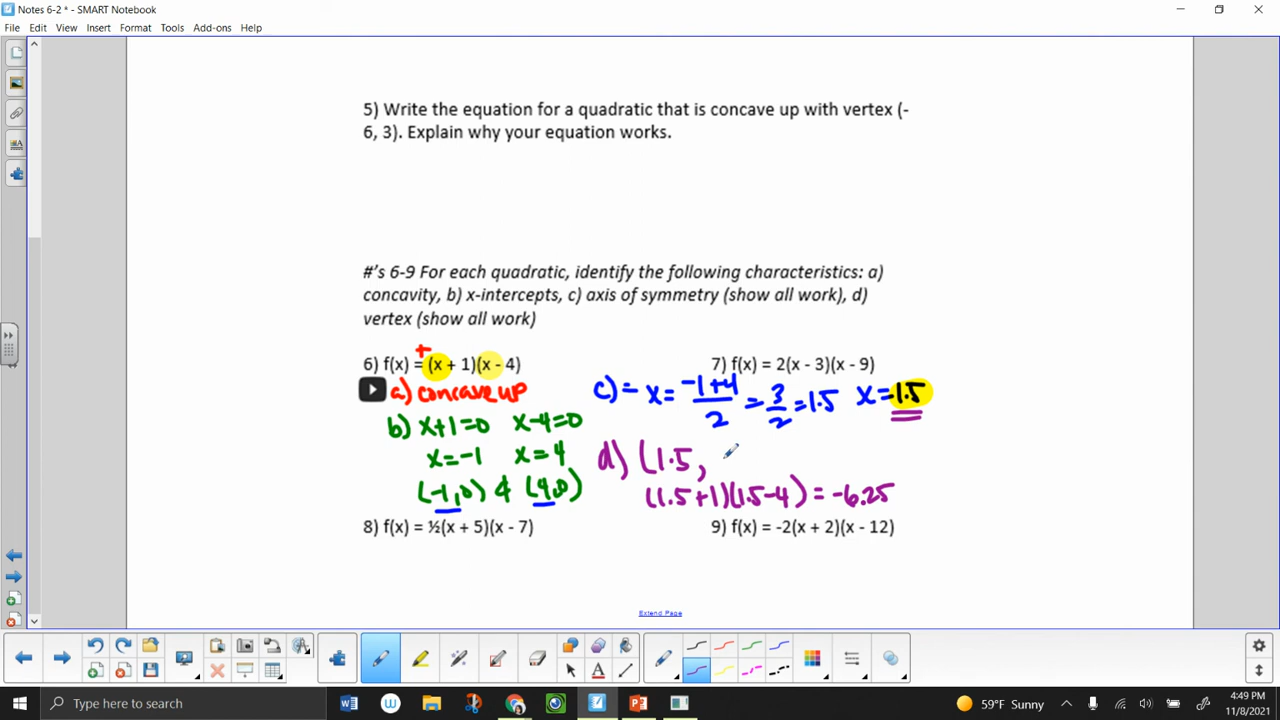 Notes 6-2 * - SMART Notebook
File Edit View Insert Format Tools Add-ons Help
5) Write the equation for a quadratic that is concave up with vertex (-
6, 3). Explain why your equation works.
#'s 6-9 For each quadratic, identify the following characteristics: a)
concavity, b) x-intercepts, c) axis of symmetry (show all work), d)
vertex (show all work)
+
6) f(x) = (x + 1)(x - 4)
7) f(x) = 2(x - 3)(x - 9)
a) concave up
c) = x = -1+4/2 = 3/2 = 1.5 x = 1.5
b) x+1=0 x-4=0
x=-1 x=4
(-1,0) & (4,0)
d) (1.5,
(1.5+1)(1.5-4) = -6.25
8) f(x) = ½(x + 5)(x - 7)
9) f(x) = -2(x + 2)(x - 12)
Extend Page
Type here to search
59°F Sunny
4:49 PM
11/8/2021